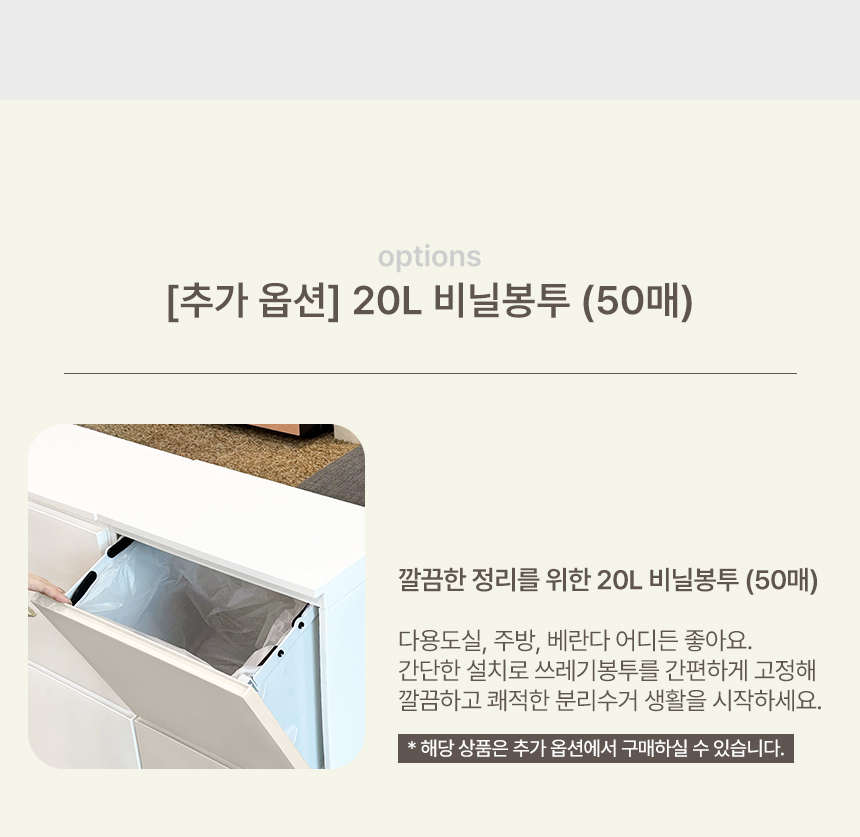 options
[추가 옵션] 20L 비닐봉투 (50매)
깔끔한 정리를 위한 20L 비닐봉투 (50매)
다용도실, 주방, 베란다 어디든 좋아요.
간단한 설치로 쓰레기봉투를 간편하게 고정해
깔끔하고 쾌적한 분리수거 생활을 시작하세요.
* 해당 상품은 추가 옵션에서 구매하실 수 있습니다.